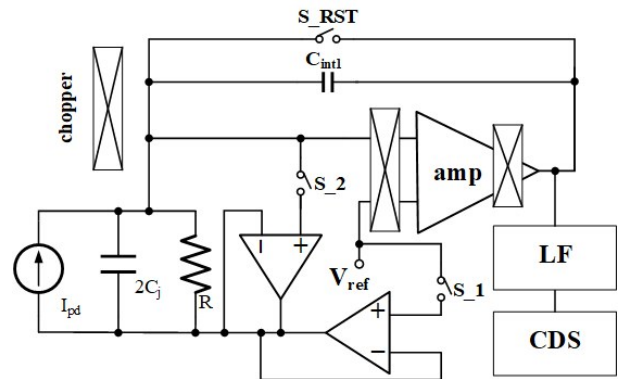 S_RST
C_int1
chopper
S_2
amp
+
I_pd
2C_j
R
−
+
V_ref
S_1
LF
+
−
CDS